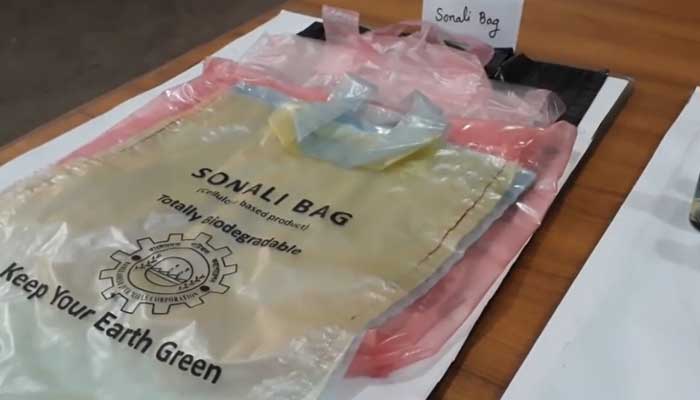 Sonali Bag
SONALI BAG
(Cellulose based product)
Totally Biodegradable
Keep Your Earth Green